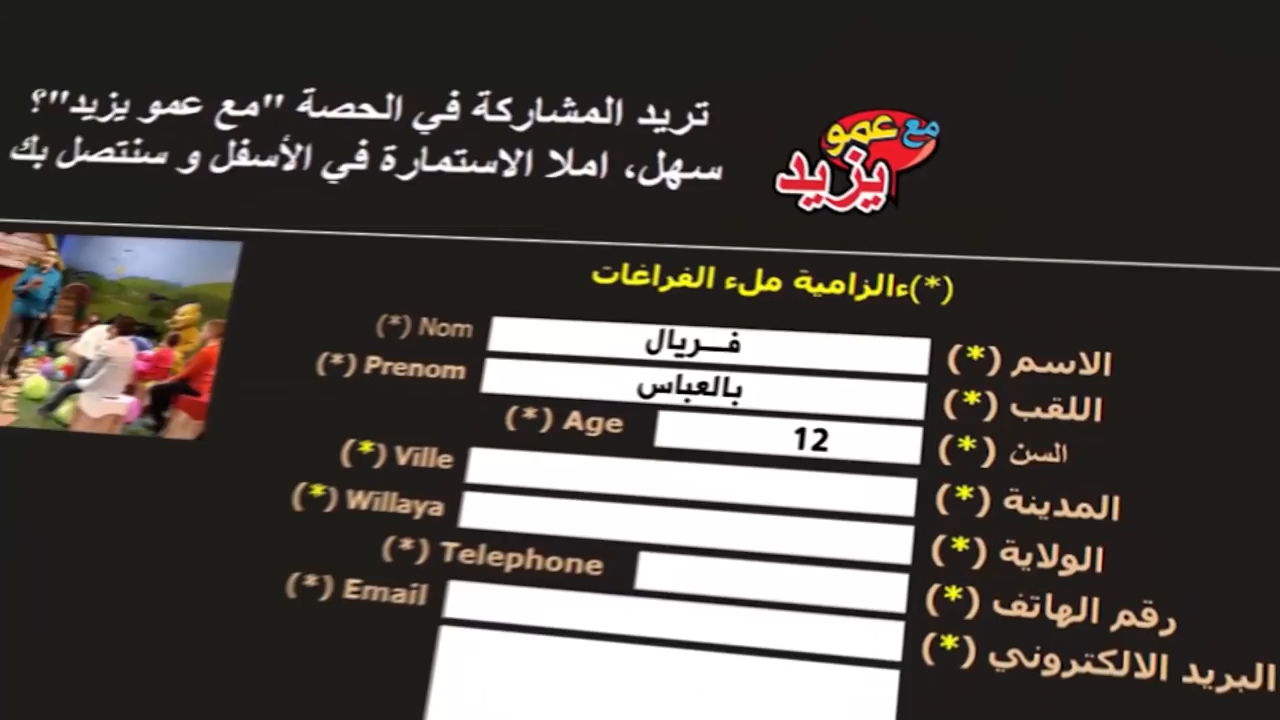 تريد المشاركة في الحصة "مع عمو يزيد"؟
سهل، املا الاستمارة في الأسفل و سنتصل بك
مع عمو
يزيد
(*)ءالزامية ملء الفراغات
الاسم (*) فـريال Nom (*)
اللقب (*) بالعباس Prenom (*)
السن (*) 12 Age (*)
المدينة (*) Ville (*)
الولاية (*) Willaya (*)
رقم الهاتف (*) Telephone (*)
البريد الالكتروني (*) Email (*)